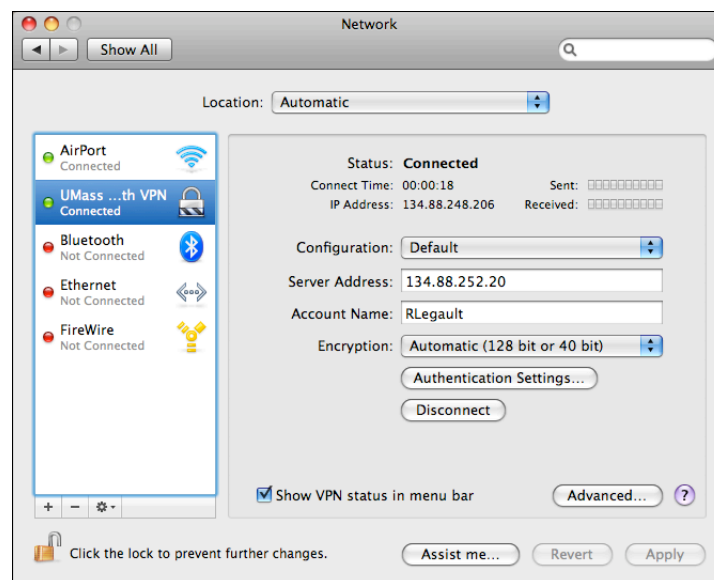 Network
Show All
Location: Automatic
AirPort
Connected
UMass ...th VPN
Connected
Bluetooth
Not Connected
Ethernet
Not Connected
FireWire
Not Connected
Status: Connected
Connect Time: 00:00:18 Sent:
IP Address: 134.88.248.206 Received:
Configuration: Default
Server Address: 134.88.252.20
Account Name: RLegault
Encryption: Automatic (128 bit or 40 bit)
Authentication Settings...
Disconnect
Show VPN status in menu bar
Advanced... ?
Click the lock to prevent further changes.
Assist me... Revert Apply